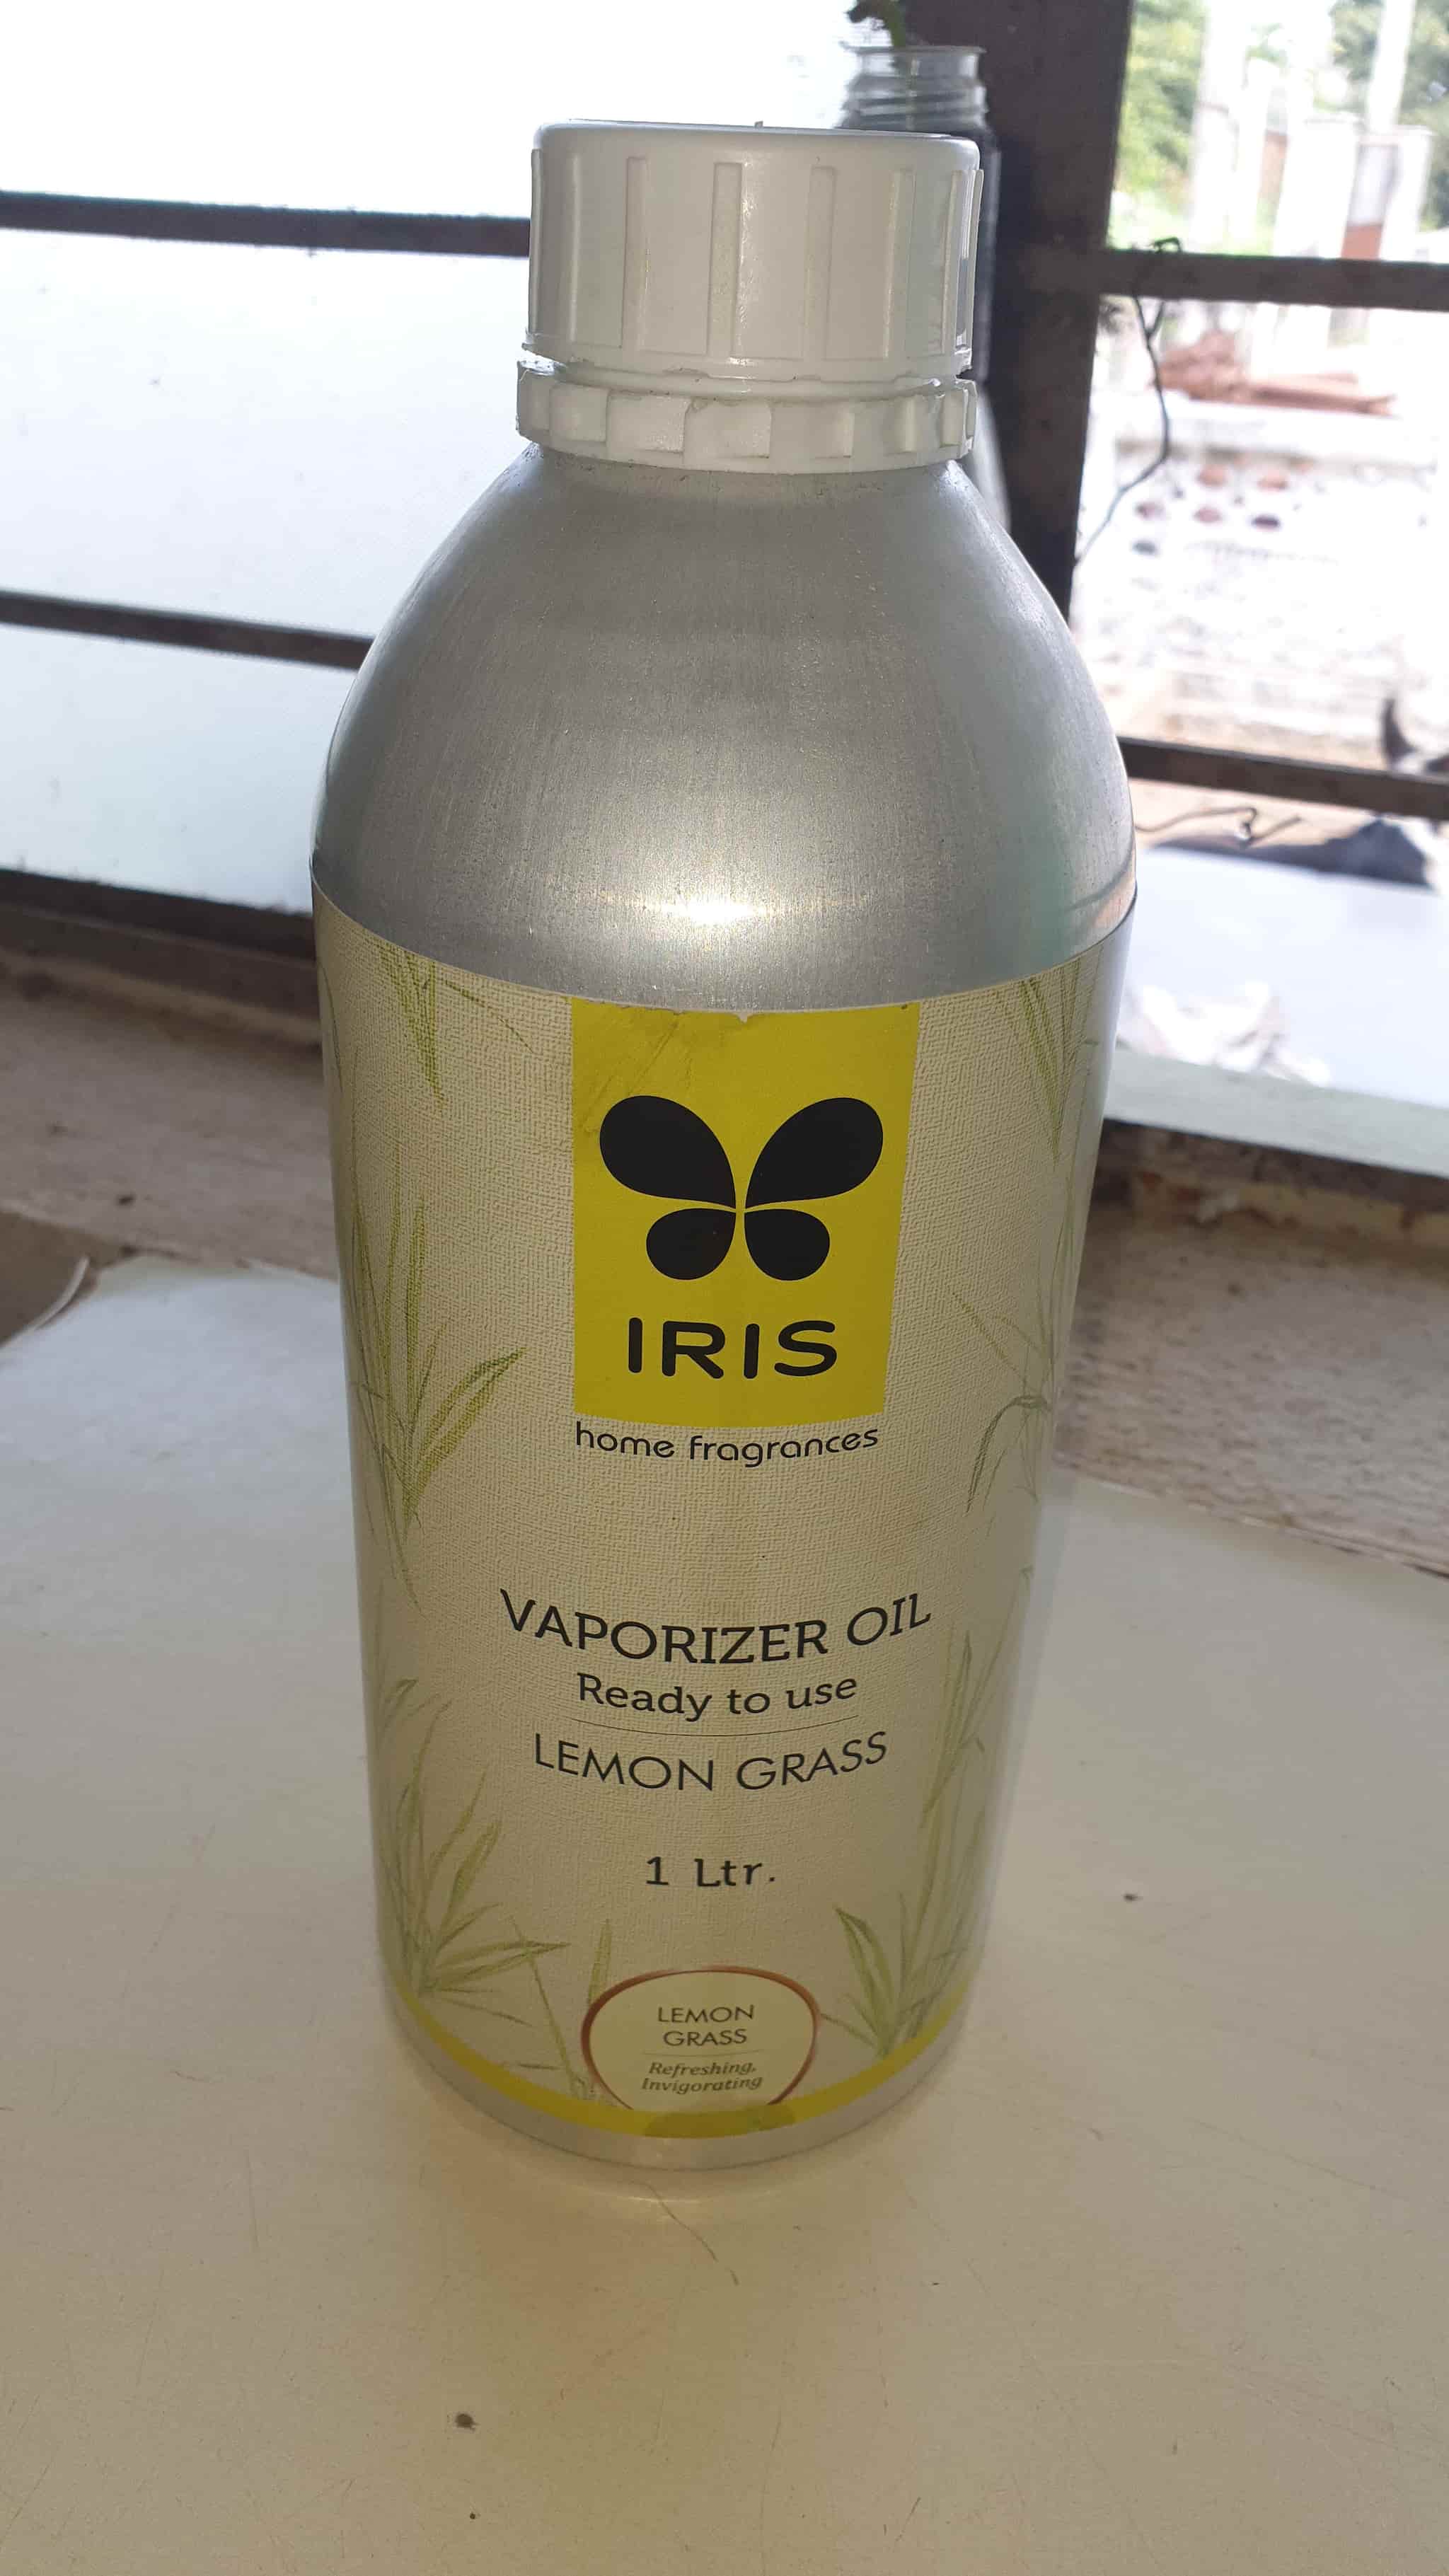 IRIS
home fragrances
VAPORIZER OIL
Ready to use
LEMON GRASS
1 Ltr.
LEMON
GRASS
Refreshing,
Invigorating